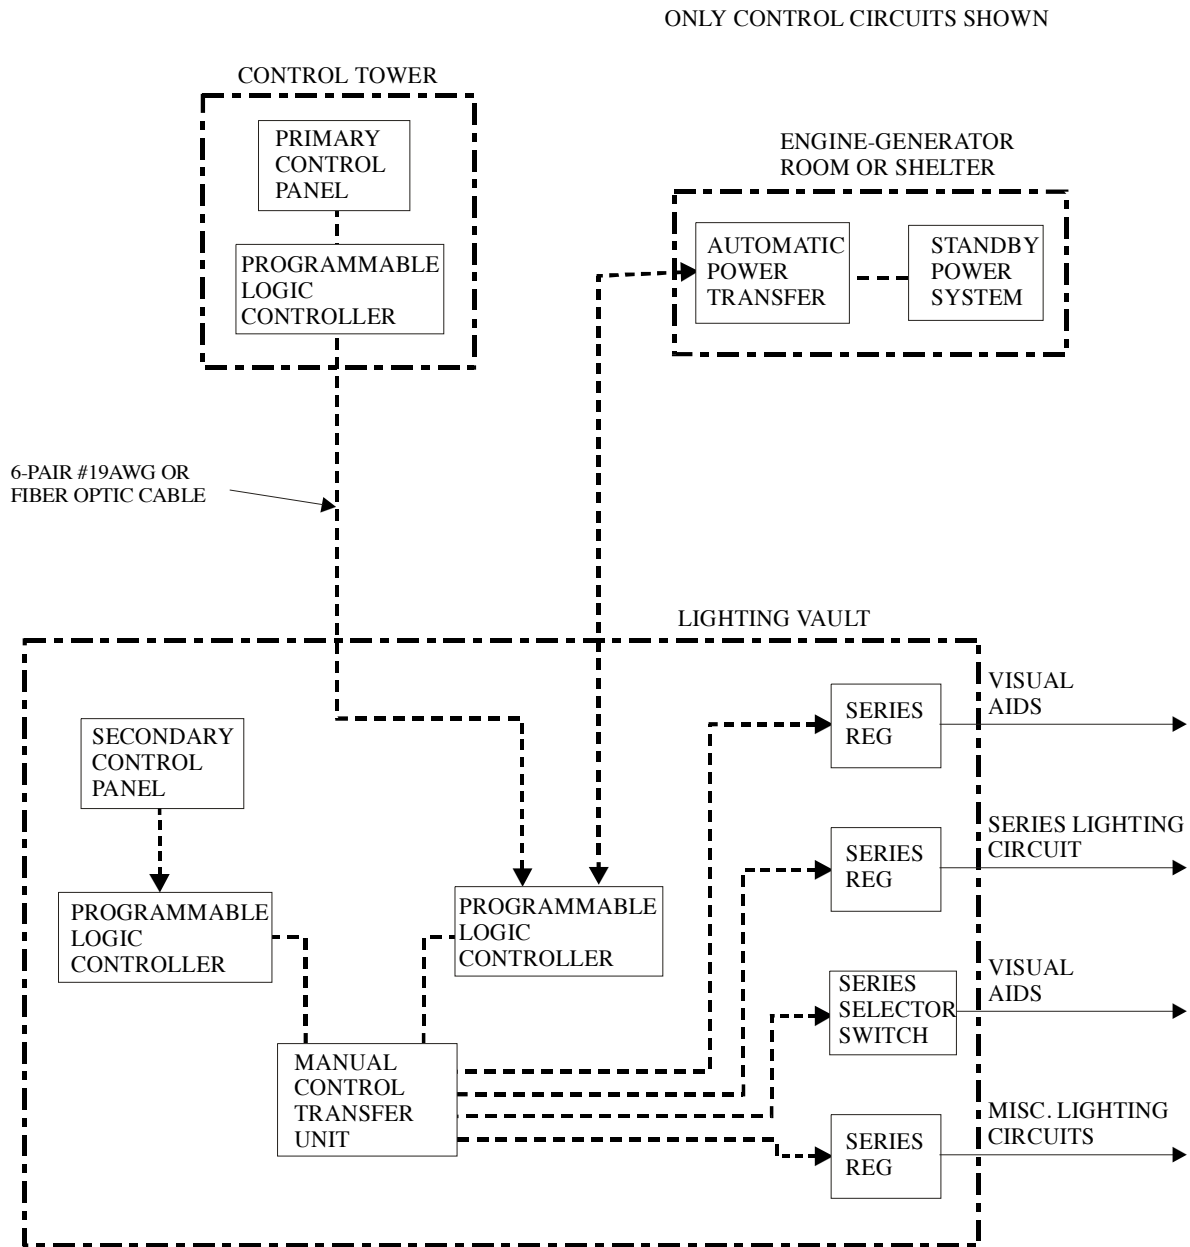 ONLY CONTROL CIRCUITS SHOWN
CONTROL TOWER
PRIMARY
CONTROL
PANEL
PROGRAMMABLE
LOGIC
CONTROLLER
ENGINE-GENERATOR
ROOM OR SHELTER
AUTOMATIC
POWER
TRANSFER
STANDBY
POWER
SYSTEM
6-PAIR #19AWG OR
FIBER OPTIC CABLE
LIGHTING VAULT
SECONDARY
CONTROL
PANEL
PROGRAMMABLE
LOGIC
CONTROLLER
PROGRAMMABLE
LOGIC
CONTROLLER
MANUAL
CONTROL
TRANSFER
UNIT
SERIES
REG
VISUAL
AIDS
SERIES
REG
SERIES LIGHTING
CIRCUIT
SERIES
SELECTOR
SWITCH
VISUAL
AIDS
SERIES
REG
MISC. LIGHTING
CIRCUITS